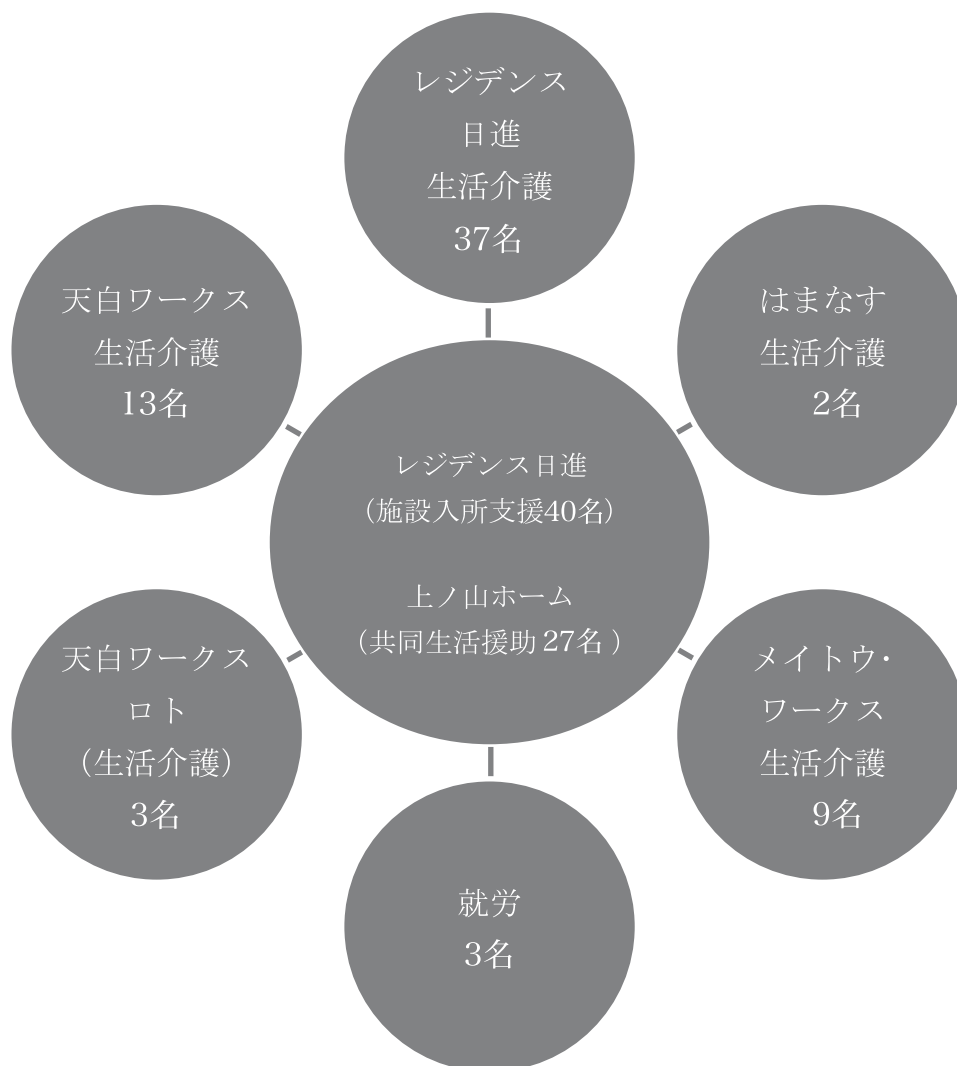 レジデンス
日進
生活介護
37名
天白ワークス
生活介護
13名
はまなす
生活介護
2名
レジデンス日進
（施設入所支援40名）
上ノ山ホーム
（共同生活援助 27名 ）
天白ワークス
ロト
（生活介護）
3名
メイトウ・
ワークス
生活介護
9名
就労
3名